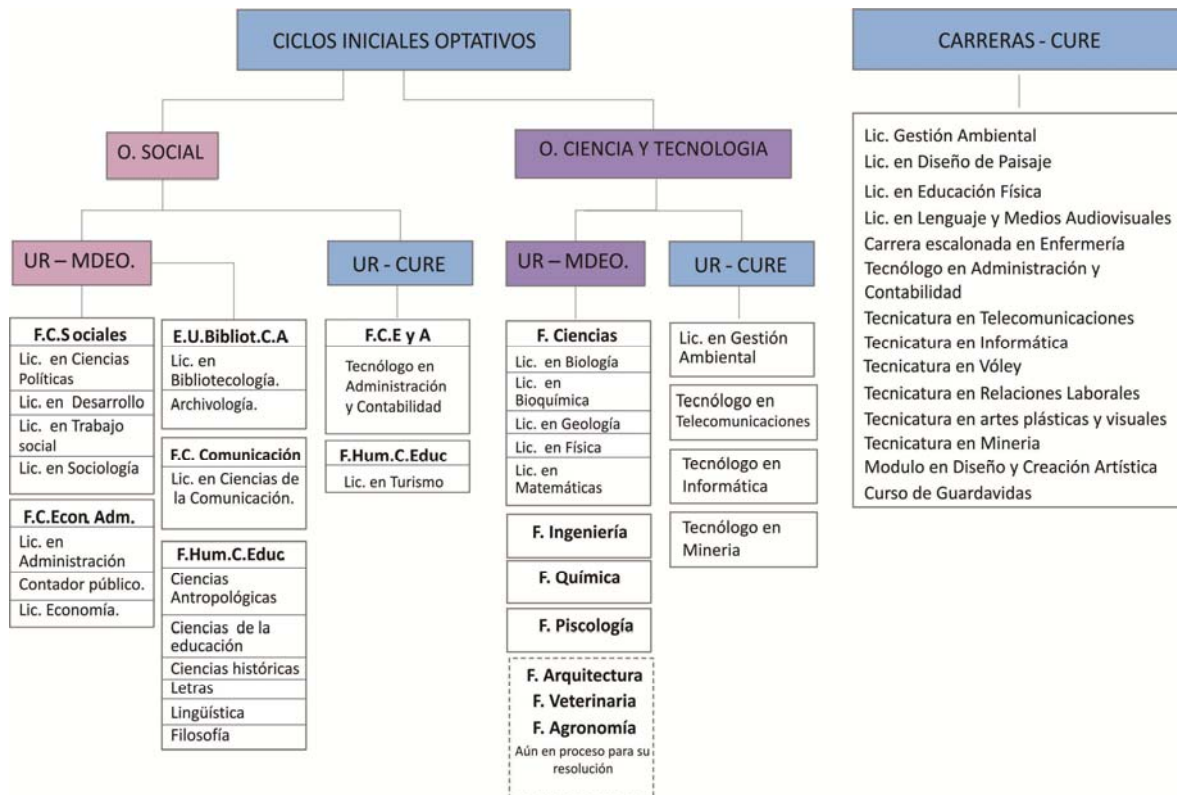 CICLOS INICIALES OPTATIVOS
O. SOCIAL
UR – MDEO.
F.C.Sociales
Lic. en Ciencias
Políticas
Lic. en Desarrollo
Lic. en Trabajo
social
Lic. en Sociología
F.C.Econ. Adm.
Lic. en
Administración
Contador público.
Lic. Economía.
E.U.Bibliot.C.A
Lic. en
Bibliotecología.
Archivología.
F.C. Comunicación
Lic. en Ciencias de
la Comunicación.
F.Hum.C.Educ
Ciencias
Antropológicas
Ciencias de la
educación
Ciencias históricas
Letras
Lingüística
Filosofía
UR - CURE
F.C.E y A
Tecnólogo en
Administración
y Contabilidad
F.Hum.C.Educ
Lic. en Turismo
O. CIENCIA Y TECNOLOGIA
UR – MDEO.
F. Ciencias
Lic. en Biología
Lic. en
Bioquímica
Lic. en Geología
Lic. en Física
Lic. en
Matemáticas
F. Ingeniería
F. Química
F. Piscología
F. Arquitectura
F. Veterinaria
F. Agronomía
Aún en proceso para su
resolución
UR - CURE
Lic. en Gestión
Ambiental
Tecnólogo en
Telecomunicaciones
Tecnólogo en
Informática
Tecnólogo en
Mineria
CARRERAS - CURE
Lic. Gestión Ambiental
Lic. en Diseño de Paisaje
Lic. en Educación Física
Lic. en Lenguaje y Medios Audiovisuales
Carrera escalonada en Enfermería
Tecnólogo en Administración y
Contabilidad
Tecnicatura en Telecomunicaciones
Tecnicatura en Informática
Tecnicatura en Vóley
Tecnicatura en Relaciones Laborales
Tecnicatura en artes plásticas y visuales
Tecnicatura en Mineria
Modulo en Diseño y Creación Artística
Curso de Guardavidas